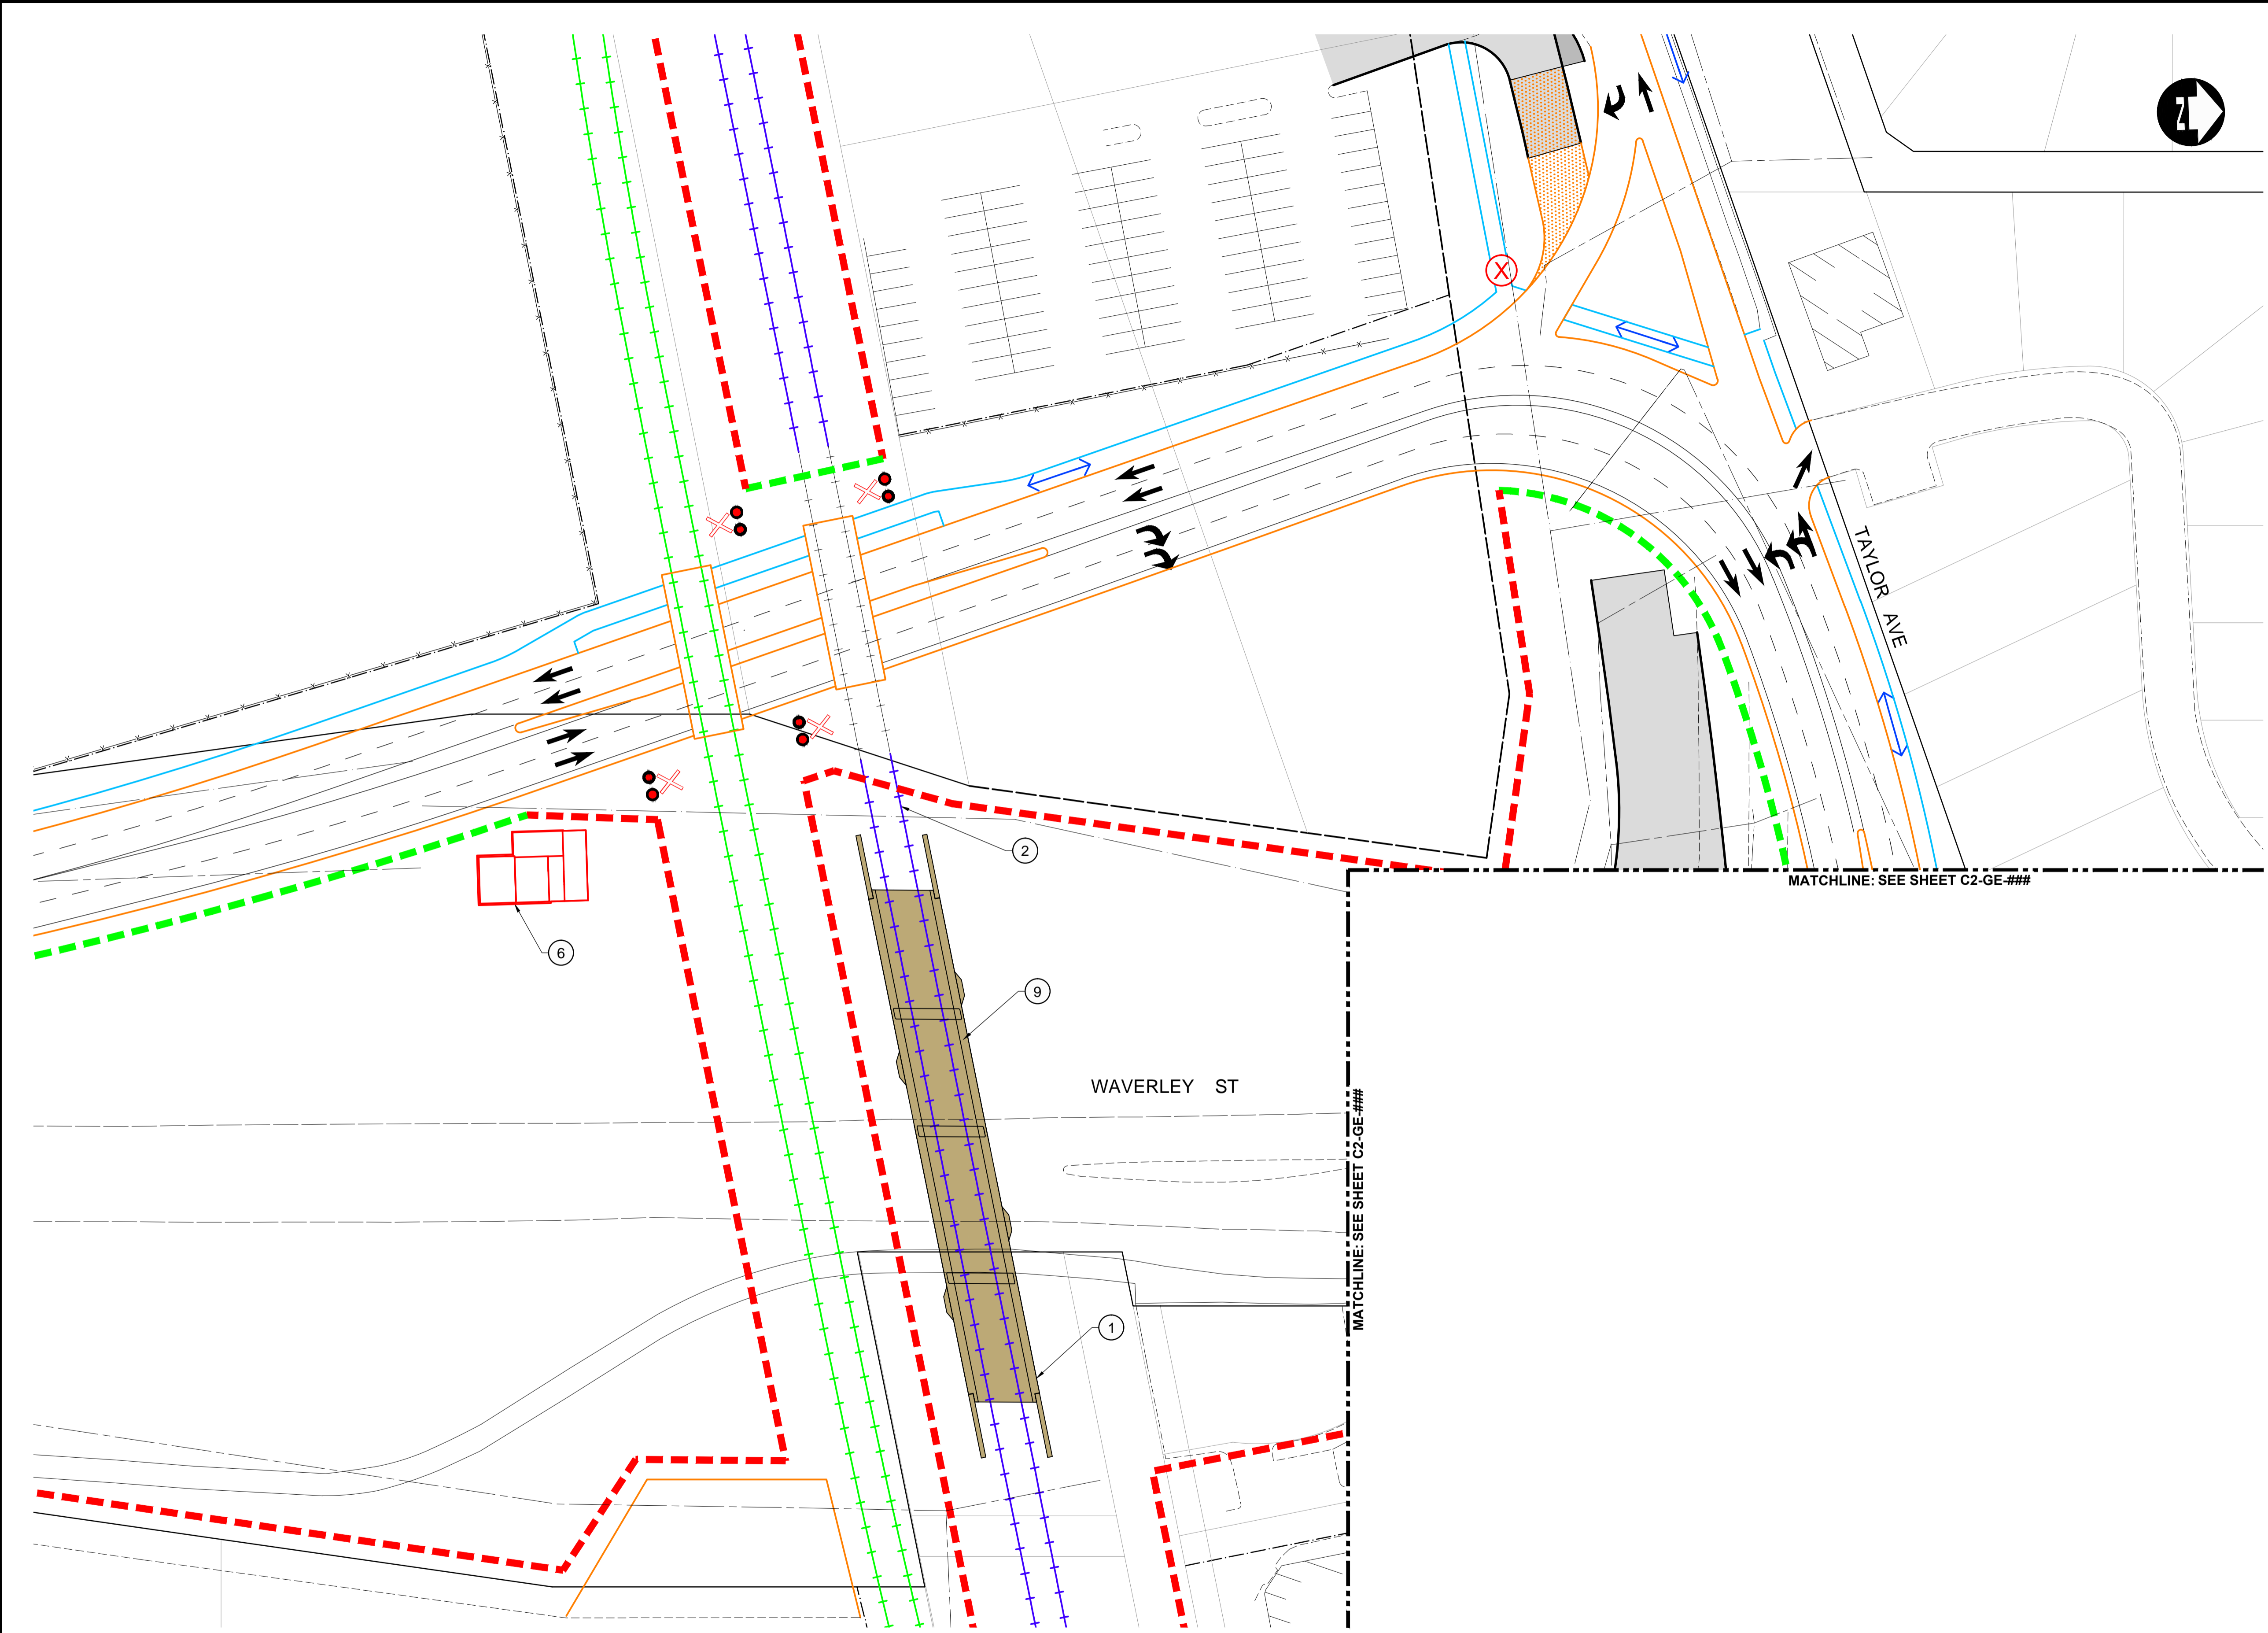 N
X
TAYLOR AVE
2
MATCHLINE: SEE SHEET C2-GE-###
6
9
WAVERLEY ST
MATCHLINE: SEE SHEET C2-GE-###
1